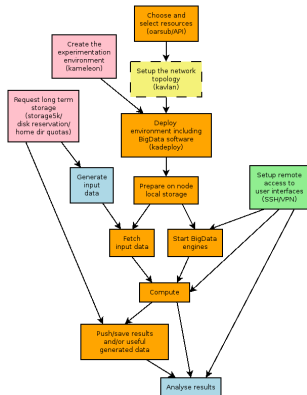 Choose and
select resources
(oarsub/API)
Create the
experimentation
environment
(kameleon)
Setup the network
topology
(kavlan)
Request long term
storage
(storage5k/
disk reservation/
home dir quotas)
Deploy
environment including
BigData software
(kadeploy)
Generate
input
data
Prepare on node
local storage
Setup remote
access to
user interfaces
(SSH/VPN)
Fetch
input data
Start BigData
engines
Compute
Push/save results
and/or useful
generated data
Analyse results